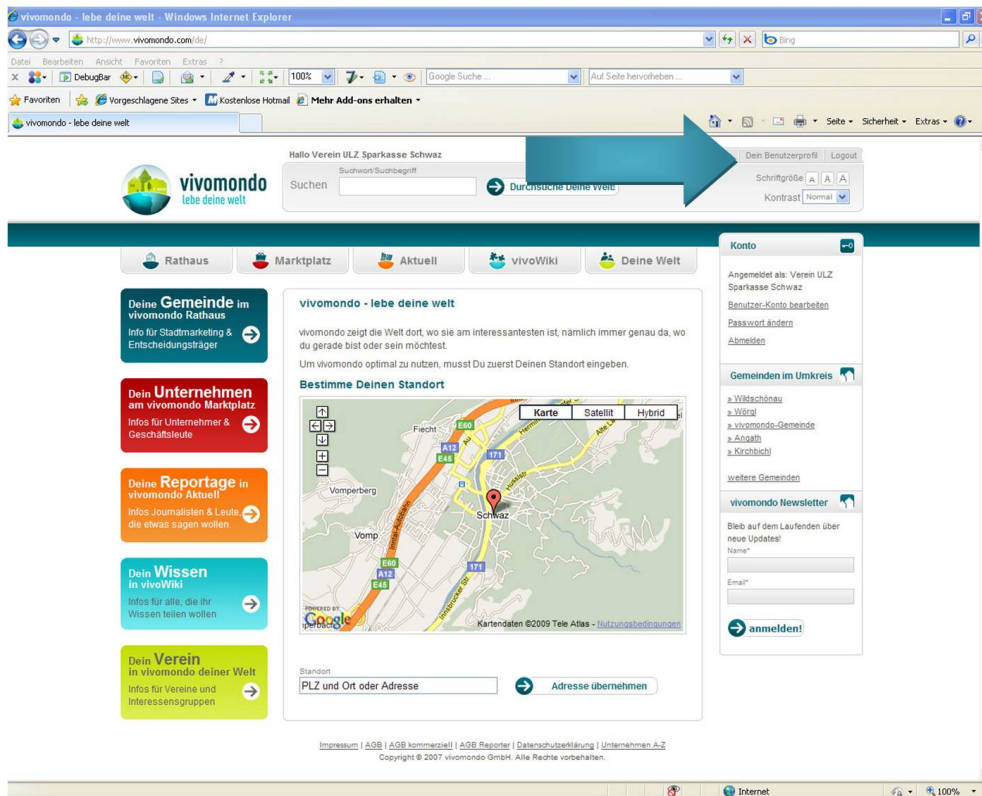 vivomondo - lebe deine welt - Windows Internet Explorer
http://www.vivomondo.com/de/
Bing
Datei Bearbeiten Ansicht Favoriten Extras ?
x DebugBar 100% Google Suche ... Auf Seite hervorheben ...
Favoriten Vorgeschlagene Sites Kostenlose Hotmail Mehr Add-ons erhalten
vivomondo - lebe deine welt
Seite Sicherheit Extras
Hallo Verein ULZ Sparkasse Schwaz
Dein Benutzerprofil Logout
vivomondo
lebe deine welt
Suchwort/Suchbegriff
Suchen
Durchsuche Deine Welt!
Schriftgröße A A A
Kontrast Normal
Rathaus Marktplatz Aktuell vivoWiki Deine Welt
Deine Gemeinde im
vivomondo Rathaus
Info für Stadtmarketing &
Entscheidungsträger
Dein Unternehmen
am vivomondo Marktplatz
Infos für Unternehmer &
Geschäftsleute
Deine Reportage in
vivomondo Aktuell
Infos Journalisten & Leute,
die etwas sagen wollen.
Dein Wissen
in vivoWiki
Infos für alle, die ihr
Wissen teilen wollen
Dein Verein
in vivomondo deiner Welt
Infos für Vereine und
Interessensgruppen
vivomondo - lebe deine welt
vivomondo zeigt die Welt dort, wo sie am interessantesten ist, nämlich immer genau da, wo
du gerade bist oder sein möchtest.
Um vivomondo optimal zu nutzen, musst Du zuerst Deinen Standort eingeben.
Bestimme Deinen Standort
Karte Satellit Hybrid
Fiecht
E60
A12
E45
171
Au
Husslstr
Vomperberg
Schwaz
Vomp
Inntal-Autobahn
E60
A12
E45
171
Innsbrucker Str.
POWERED BY
Google
Kartendaten ©2009 Tele Atlas - Nutzungsbedingungen
Standort
PLZ und Ort oder Adresse
Adresse übernehmen
Konto
Angemeldet als: Verein ULZ
Sparkasse Schwaz
Benutzer-Konto bearbeiten
Passwort ändern
Abmelden
Gemeinden im Umkreis
» Wildschönau
» Wörgl
» vivomondo-Gemeinde
» Angath
» Kirchbichl
weitere Gemeinden
vivomondo Newsletter
Bleib auf dem Laufenden über
neue Updates!
Name*
Email*
anmelden!
Impressum | AGB | AGB kommerziell | AGB Reporter | Datenschutzerklärung | Unternehmen A-Z
Copyright © 2007 vivomondo GmbH. Alle Rechte vorbehalten.
Internet 100%